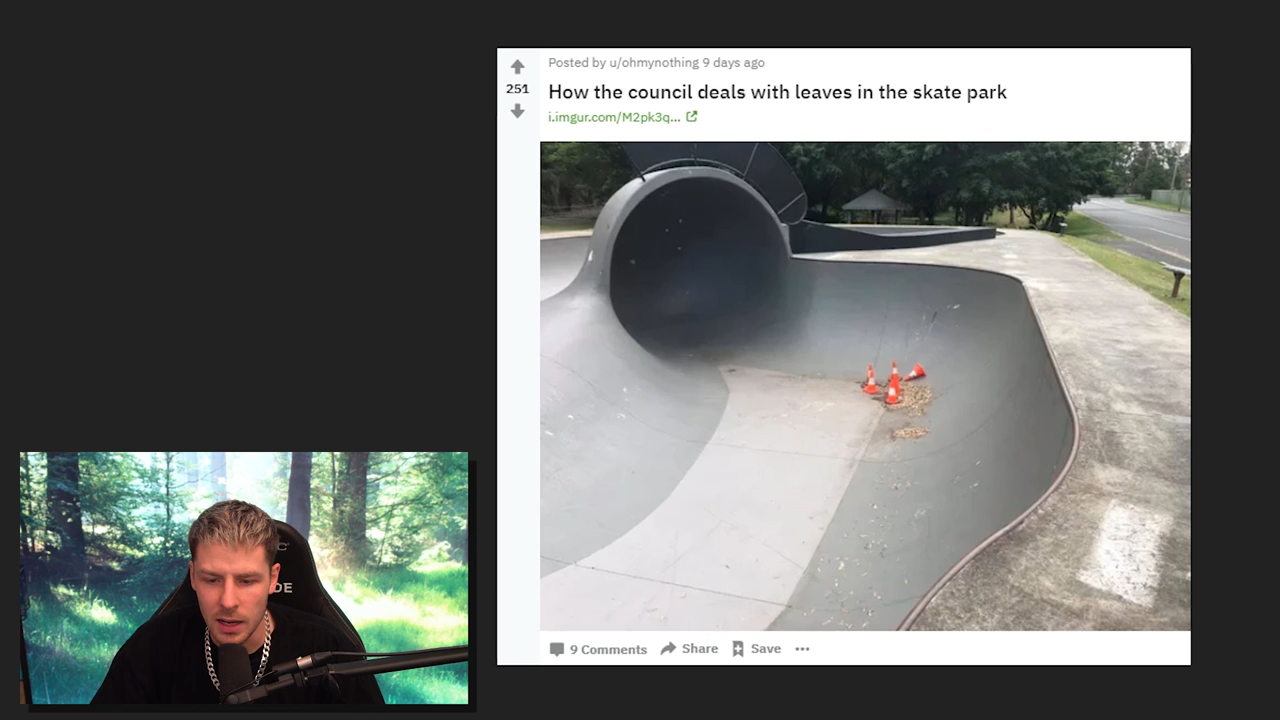 Posted by u/ohmynothing 9 days ago
251
How the council deals with leaves in the skate park
i.imgur.com/M2pk3q...
9 Comments Share Save
DE